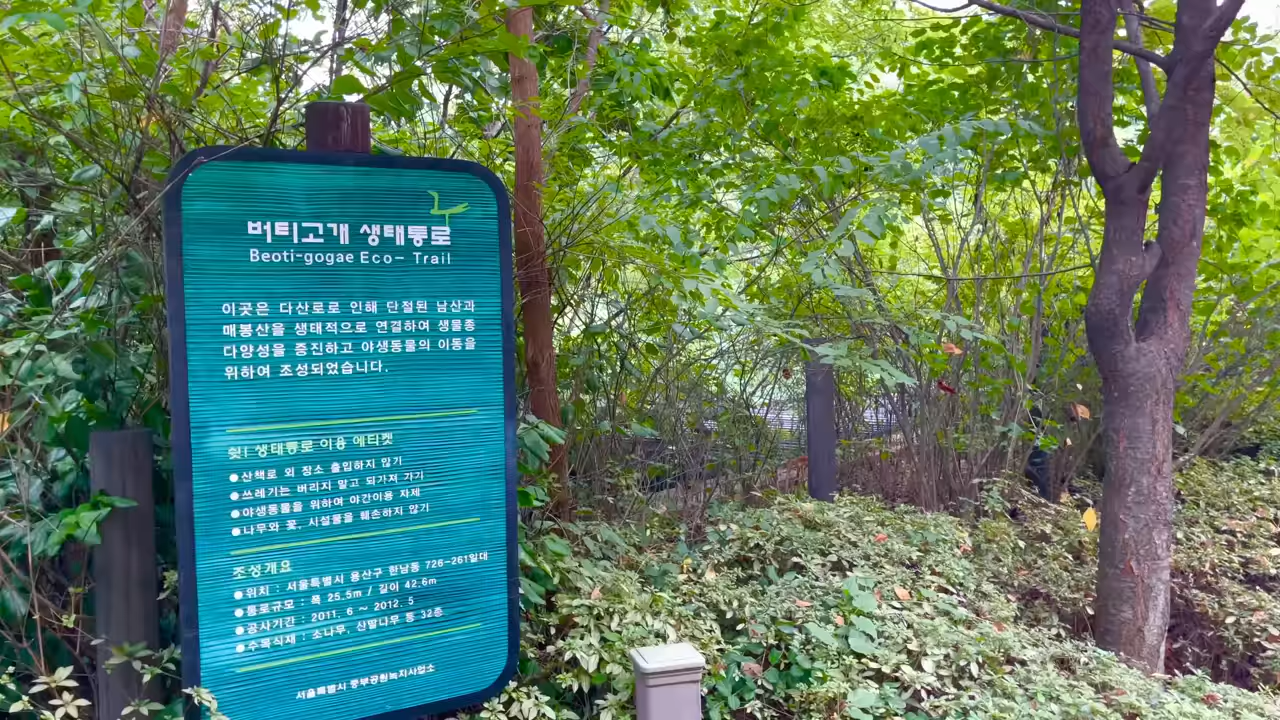 버티고개 생태통로
Beoti-gogae Eco- Trail
이곳은 다산로로 인해 단절된 남산과
매봉산을 생태적으로 연결하여 생물종
다양성을 증진하고 야생동물의 이동을
위하여 조성되었습니다.
쉿! 생태통로 이용 에티켓
●산책로 외 장소 출입하지 않기
●쓰레기는 버리지 말고 되가져 가기
●야생동물을 위하여 야간이용 자제
●나무와 꽃, 시설물을 훼손하지 않기
조성개요
●위치 : 서울특별시 용산구 한남동 726-261일대
●통로규모 : 폭 25.5m / 길이 42.6m
●공사기간 : 2011. 6 ~ 2012. 5
●수목식재 : 소나무, 산딸나무 등 32종
서울특별시 중부공원녹지사업소